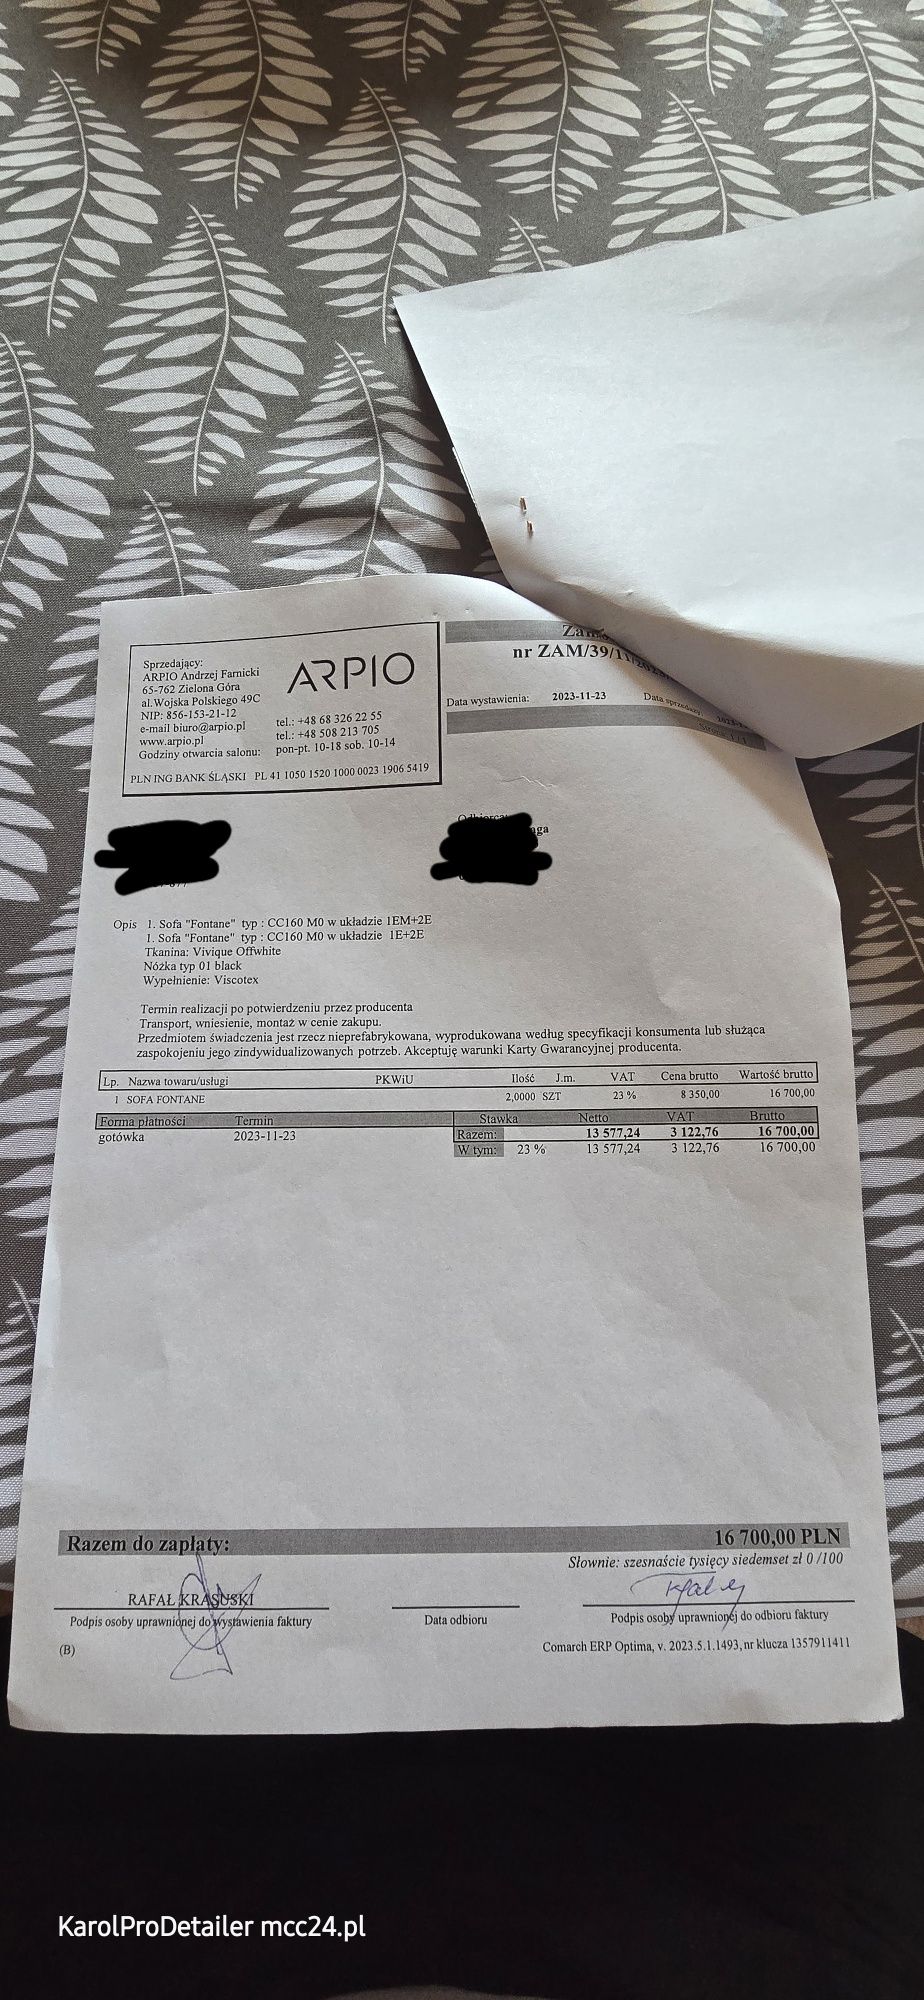 Sprzedający:
ARPIO Andrzej Farnicki
65-762 Zielona Góra
al.Wojska Polskiego 49C
NIP: 856-153-21-12
e-mail biuro@arpio.pl
www.arpio.pl
Godziny otwarcia salonu:
ARPIO
tel.: +48 68 326 22 55
tel.: +48 508 213 705
pon-pt. 10-18 sob. 10-14
PLN ING BANK ŚLĄSKI PL 41 1050 1520 1000 0023 1906 5419
nr ZAM/39/11/
Data wystawienia: 2023-11-23 Data sprzedaży:
Strona: 1 / 1
Opis 1. Sofa "Fontane" typ : CC160 M0 w układzie 1EM+2E
1. Sofa "Fontane" typ : CC160 M0 w układzie 1E+2E
Tkanina: Vivique Offwhite
Nóżka typ 01 black
Wypełnienie: Viscotex
Termin realizacji po potwierdzeniu przez producenta
Transport, wniesienie, montaż w cenie zakupu.
Przedmiotem świadczenia jest rzecz nieprefabrykowana, wyprodukowana według specyfikacji konsumenta lub służąca
zaspokojeniu jego zindywidualizowanych potrzeb. Akceptuję warunki Karty Gwarancyjnej producenta.
Lp. Nazwa towaru/usługi PKWiU Ilość J.m. VAT Cena brutto Wartość brutto
1 SOFA FONTANE 2,0000 SZT 23 % 8 350,00 16 700,00
Forma płatności Termin Stawka Netto VAT Brutto
gotówka 2023-11-23 Razem: 13 577,24 3 122,76 16 700,00
W tym: 23 % 13 577,24 3 122,76 16 700,00
Razem do zapłaty: 16 700,00 PLN
Słownie: szesnaście tysięcy siedemset zł 0 /100
RAFAŁ KRASUSKI
Podpis osoby uprawnionej do wystawienia faktury Data odbioru Podpis osoby uprawnionej do odbioru faktury
(B) Comarch ERP Optima, v. 2023.5.1.1493, nr klucza 1357911411
KarolProDetailer mcc24.pl